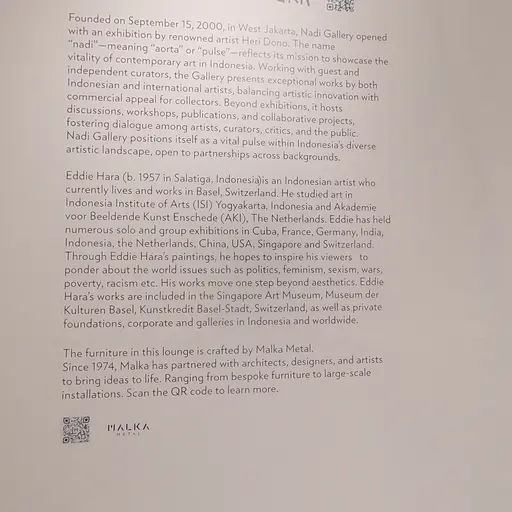 Founded on September 15, 2000, in West Jakarta, Nadi Gallery opened
with an exhibition by renowned artist Heri Dono. The name
"nadi"—meaning "aorta" or "pulse"—reflects its mission to showcase the
vitality of contemporary art in Indonesia. Working with guest and
independent curators, the Gallery presents exceptional works by both
Indonesian and international artists, balancing artistic innovation with
commercial appeal for collectors. Beyond exhibitions, it hosts
discussions, workshops, publications, and collaborative projects,
fostering dialogue among artists, curators, critics, and the public.
Nadi Gallery positions itself as a vital pulse within Indonesia's diverse
artistic landscape, open to partnerships across backgrounds.
Eddie Hara (b. 1957 in Salatiga, Indonesia)is an Indonesian artist who
currently lives and works in Basel, Switzerland. He studied art in
Indonesia Institute of Arts (ISI) Yogyakarta, Indonesia and Akademie
voor Beeldende Kunst Enschede (AKI), The Netherlands. Eddie has held
numerous solo and group exhibitions in Cuba, France, Germany, India,
Indonesia, the Netherlands, China, USA, Singapore and Switzerland.
Through Eddie Hara's paintings, he hopes to inspire his viewers to
ponder about the world issues such as politics, feminism, sexism, wars,
poverty, racism etc. His works move one step beyond aesthetics. Eddie
Hara's works are included in the Singapore Art Museum, Museum der
Kulturen Basel, Kunstkredit Basel-Stadt, Switzerland, as well as private
foundations, corporate and galleries in Indonesia and worldwide.
The furniture in this lounge is crafted by Malka Metal.
Since 1974, Malka has partnered with architects, designers, and artists
to bring ideas to life. Ranging from bespoke furniture to large-scale
installations. Scan the QR code to learn more.
MALKA
METAL